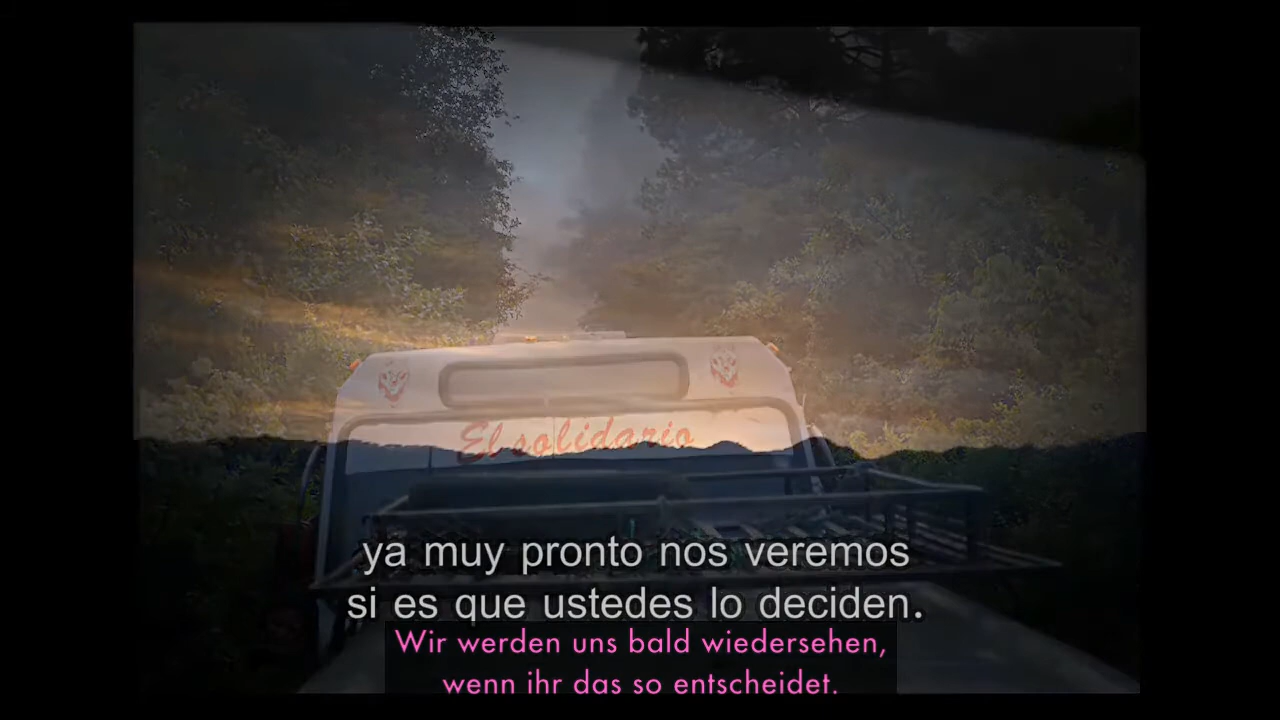 El solidario
ya muy pronto nos veremos
si es que ustedes lo deciden.
Wir werden uns bald wiedersehen,
wenn ihr das so entscheidet.